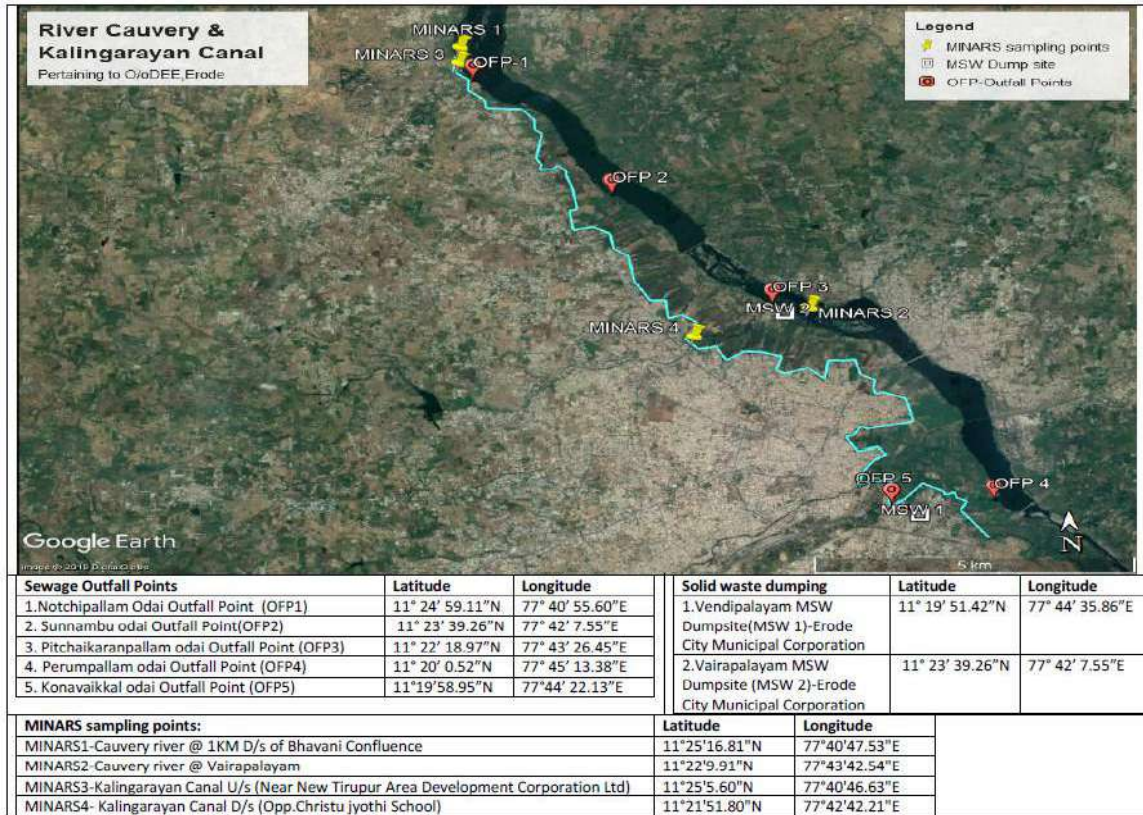 River Cauvery &
Kalingarayan Canal
Pertaining to O/oDEE,Erode
Legend
MINARS sampling points
MSW Dump site
OFP-Outfall Points
MINARS 1
MINARS 3
OFP-1
OFP 2
OFP 3
MSW 2
MINARS 2
MINARS 4
OFP 5
OFP 4
MSW 1
N
Google Earth
5 km
Sewage Outfall Points Latitude Longitude
1.Notchipallam Odai Outfall Point (OFP1) 11° 24' 59.11"N 77° 40' 55.60"E
2. Sunnambu odai Outfall Point(OFP2) 11° 23' 39.26"N 77° 42' 7.55"E
3. Pitchaikaranpallam odai Outfall Point (OFP3) 11° 22' 18.97"N 77° 43' 26.45"E
4. Perumpallam odai Outfall Point (OFP4) 11° 20' 0.52"N 77° 45' 13.38"E
5. Konavaikkal odai Outfall Point (OFP5) 11°19'58.95"N 77°44' 22.13"E
Solid waste dumping Latitude Longitude
1.Vendipalayam MSW 11° 19' 51.42"N 77° 44' 35.86"E
Dumpsite(MSW 1)-Erode
City Municipal Corporation
2.Vairapalayam MSW 11° 23' 39.26"N 77° 42' 7.55"E
Dumpsite (MSW 2)-Erode
City Municipal Corporation
MINARS sampling points: Latitude Longitude
MINARS1-Cauvery river @ 1KM D/s of Bhavani Confluence 11°25'16.81"N 77°40'47.53"E
MINARS2-Cauvery river @ Vairapalayam 11°22'9.91"N 77°43'42.54"E
MINARS3-Kalingarayan Canal U/s (Near New Tirupur Area Development Corporation Ltd) 11°25'5.60"N 77°40'46.63"E
MINARS4- Kalingarayan Canal D/s (Opp.Christu jyothi School) 11°21'51.80"N 77°42'42.21"E